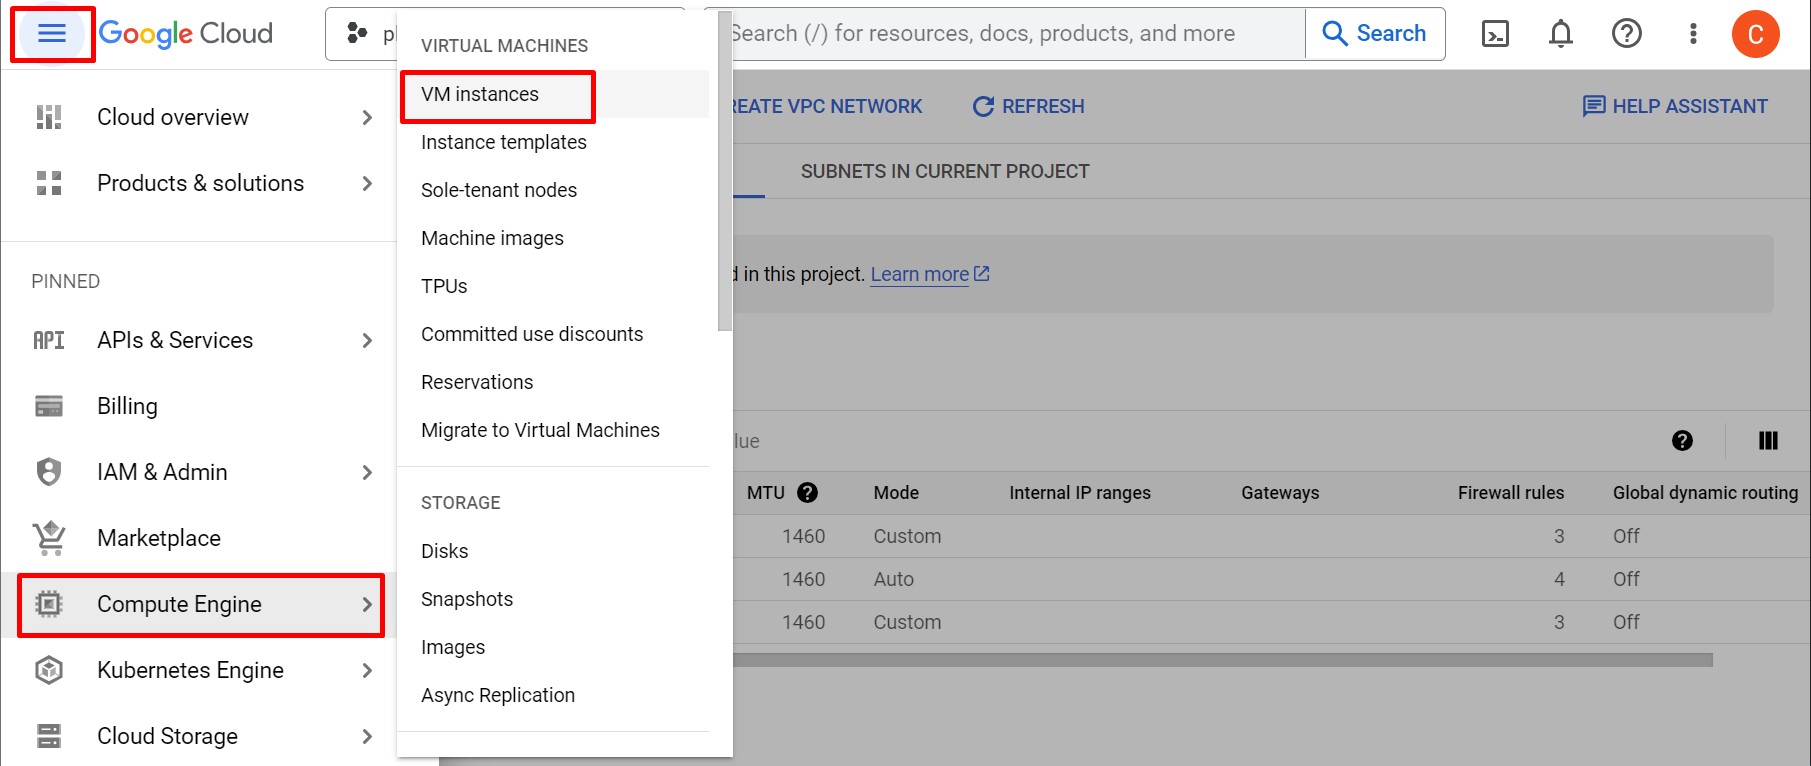 Google Cloud
Search (/) for resources, docs, products, and more
Search
C
Cloud overview
Products & solutions
PINNED
API APIs & Services
Billing
IAM & Admin
Marketplace
Compute Engine
Kubernetes Engine
Cloud Storage
VIRTUAL MACHINES
VM instances
Instance templates
Sole-tenant nodes
Machine images
TPUs
Committed use discounts
Reservations
Migrate to Virtual Machines
STORAGE
Disks
Snapshots
Images
Async Replication
REATE VPC NETWORK
REFRESH
HELP ASSISTANT
SUBNETS IN CURRENT PROJECT
d in this project. Learn more
lue
MTU Mode Internal IP ranges Gateways Firewall rules Global dynamic routing
1460 Custom 3 Off
1460 Auto 4 Off
1460 Custom 3 Off